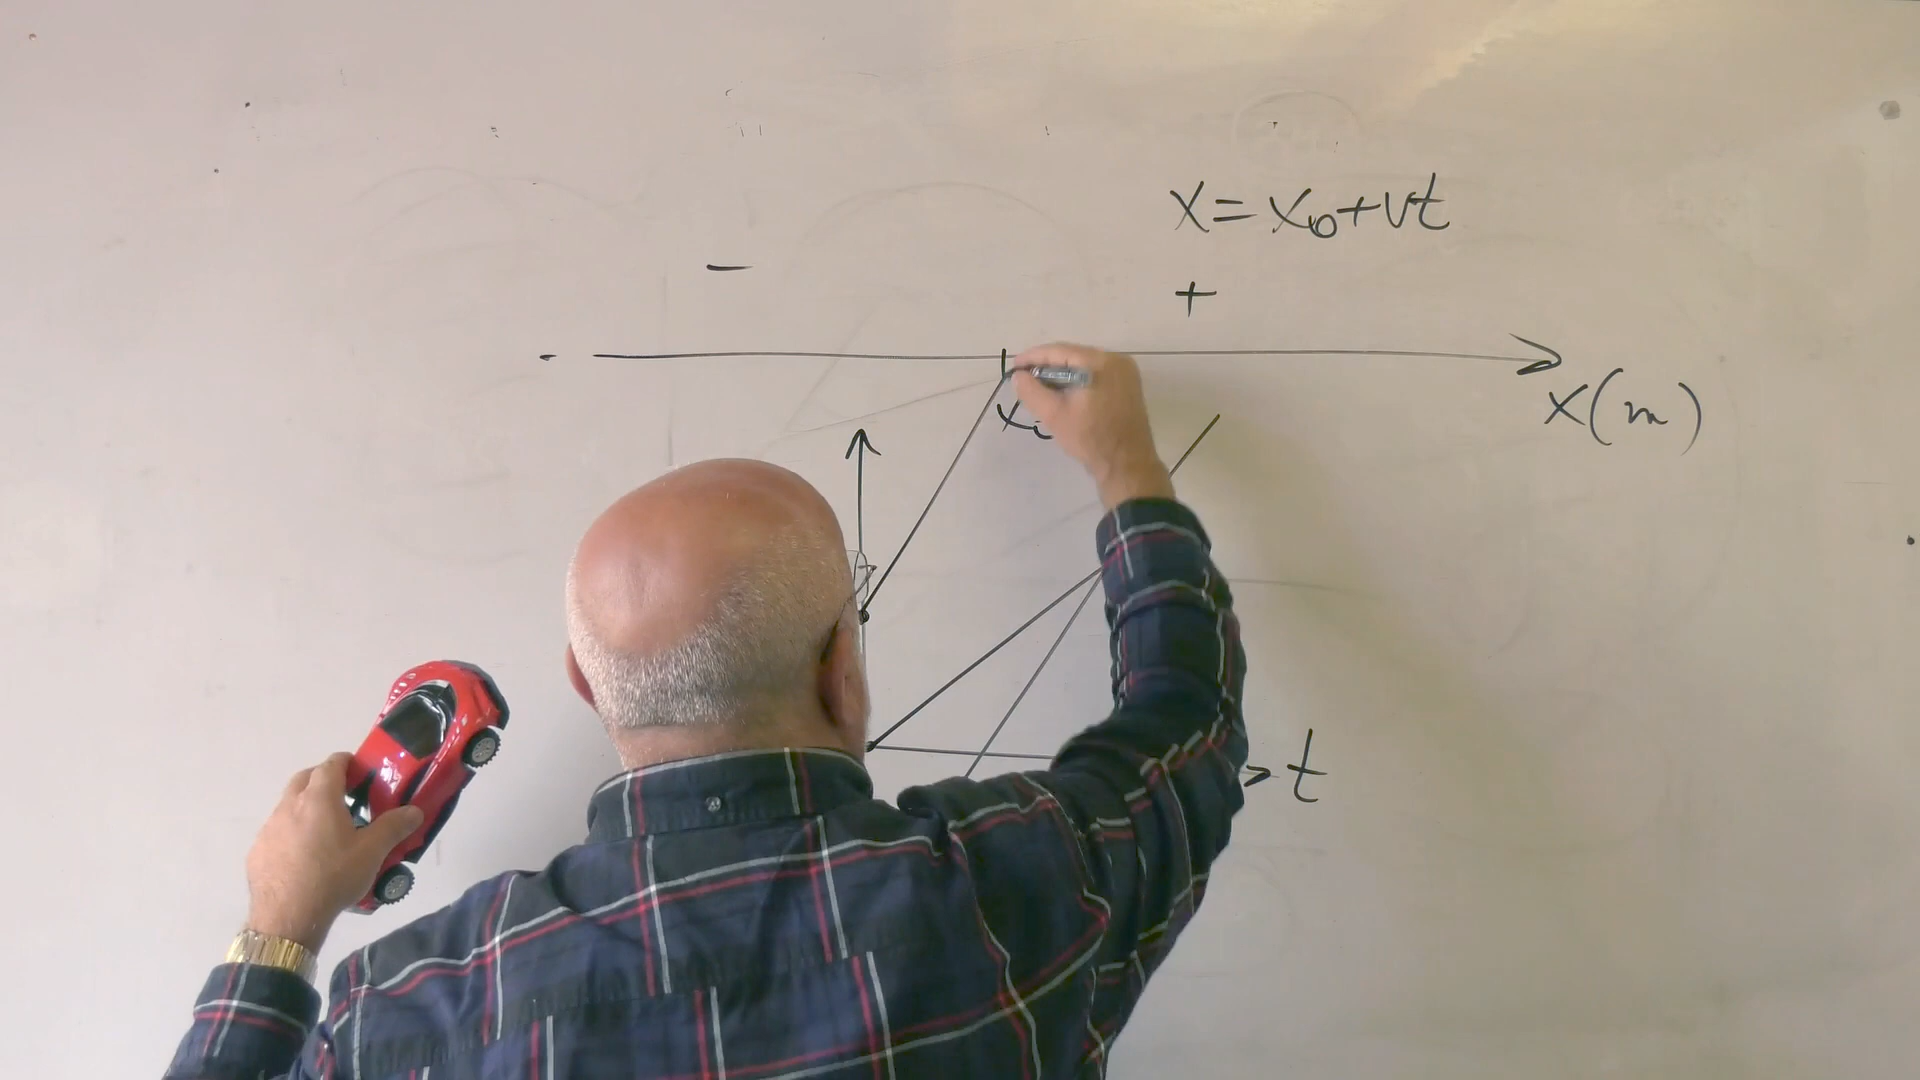 x = x₀ + vt
- +
x (m)
t